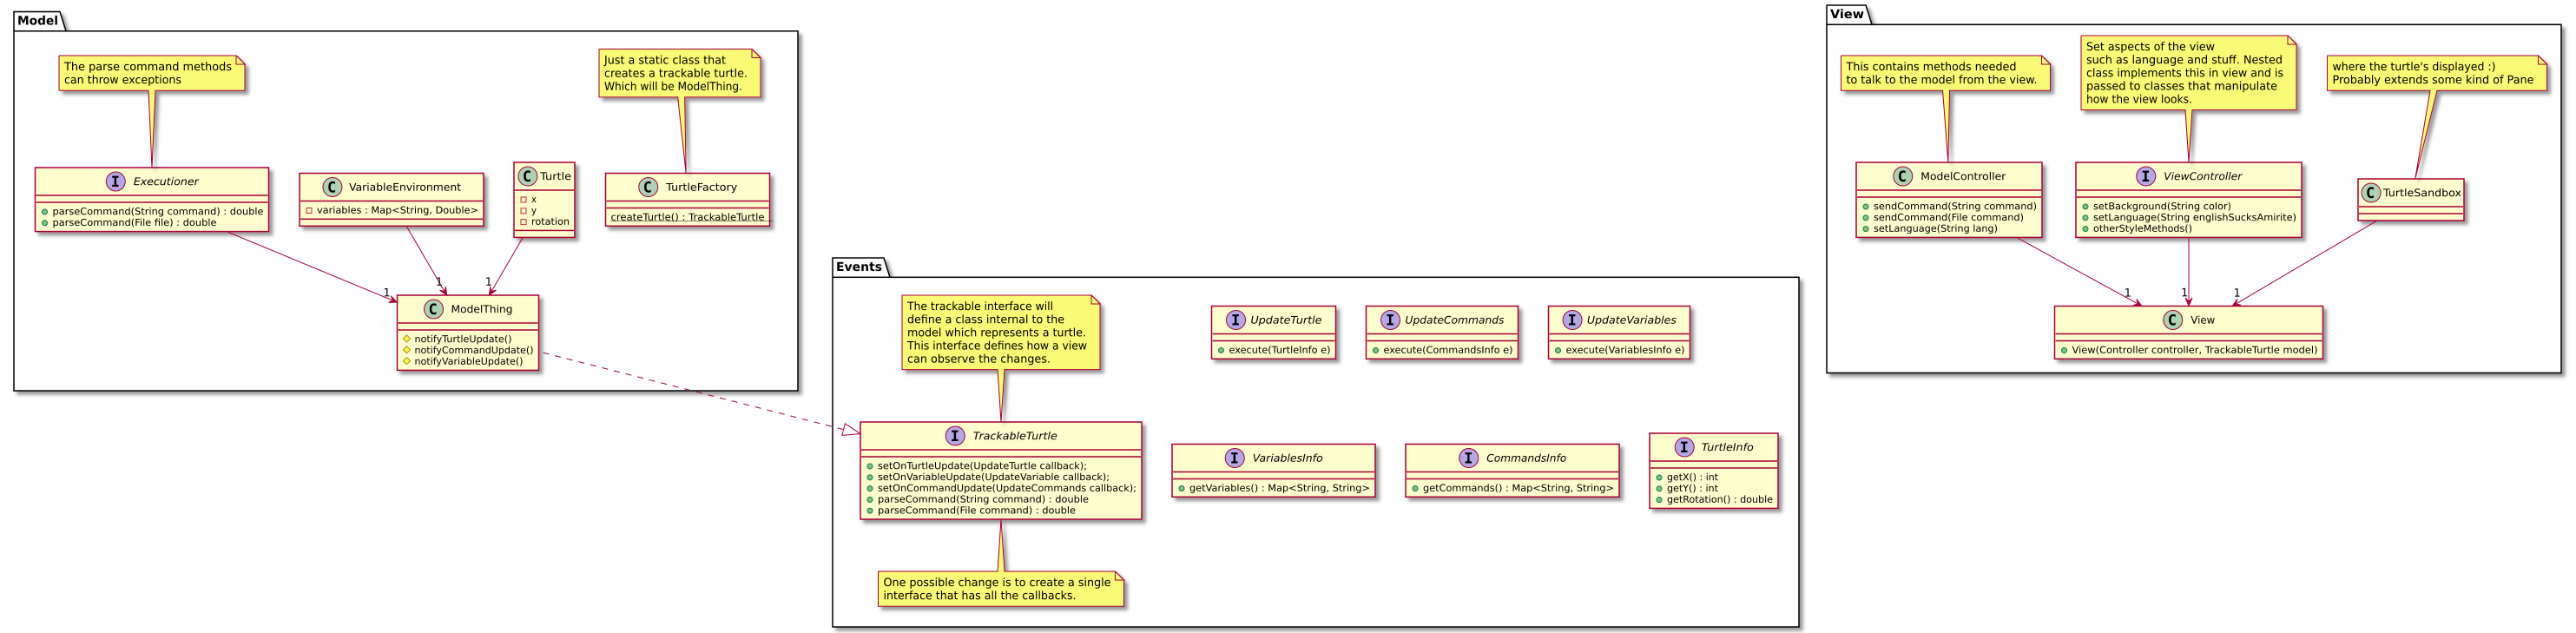 Model
The parse command methods
can throw exceptions
Just a static class that
creates a trackable turtle.
Which will be ModelThing.
I Executioner
parseCommand(String command) : double
parseCommand(File file) : double
C VariableEnvironment
variables : Map<String, Double>
C Turtle
x
y
rotation
C TurtleFactory
createTurtle() : TrackableTurtle
1
1
1
C ModelThing
notifyTurtleUpdate()
notifyCommandUpdate()
notifyVariableUpdate()
Events
The trackable interface will
define a class internal to the
model which represents a turtle.
This interface defines how a view
can observe the changes.
I UpdateTurtle
execute(TurtleInfo e)
I UpdateCommands
execute(CommandsInfo e)
I UpdateVariables
execute(VariablesInfo e)
I TrackableTurtle
setOnTurtleUpdate(UpdateTurtle callback);
setOnVariableUpdate(UpdateVariable callback);
setOnCommandUpdate(UpdateCommands callback);
parseCommand(String command) : double
parseCommand(File command) : double
I VariablesInfo
getVariables() : Map<String, String>
I CommandsInfo
getCommands() : Map<String, String>
I TurtleInfo
getX() : int
getY() : int
getRotation() : double
One possible change is to create a single
interface that has all the callbacks.
View
This contains methods needed
to talk to the model from the view.
Set aspects of the view
such as language and stuff. Nested
class implements this in view and is
passed to classes that manipulate
how the view looks.
where the turtle's displayed :)
Probably extends some kind of Pane
C ModelController
sendCommand(String command)
sendCommand(File command)
setLanguage(String lang)
I ViewController
setBackground(String color)
setLanguage(String englishSucksAmirite)
otherStyleMethods()
C TurtleSandbox
1
1
1
C View
View(Controller controller, TrackableTurtle model)